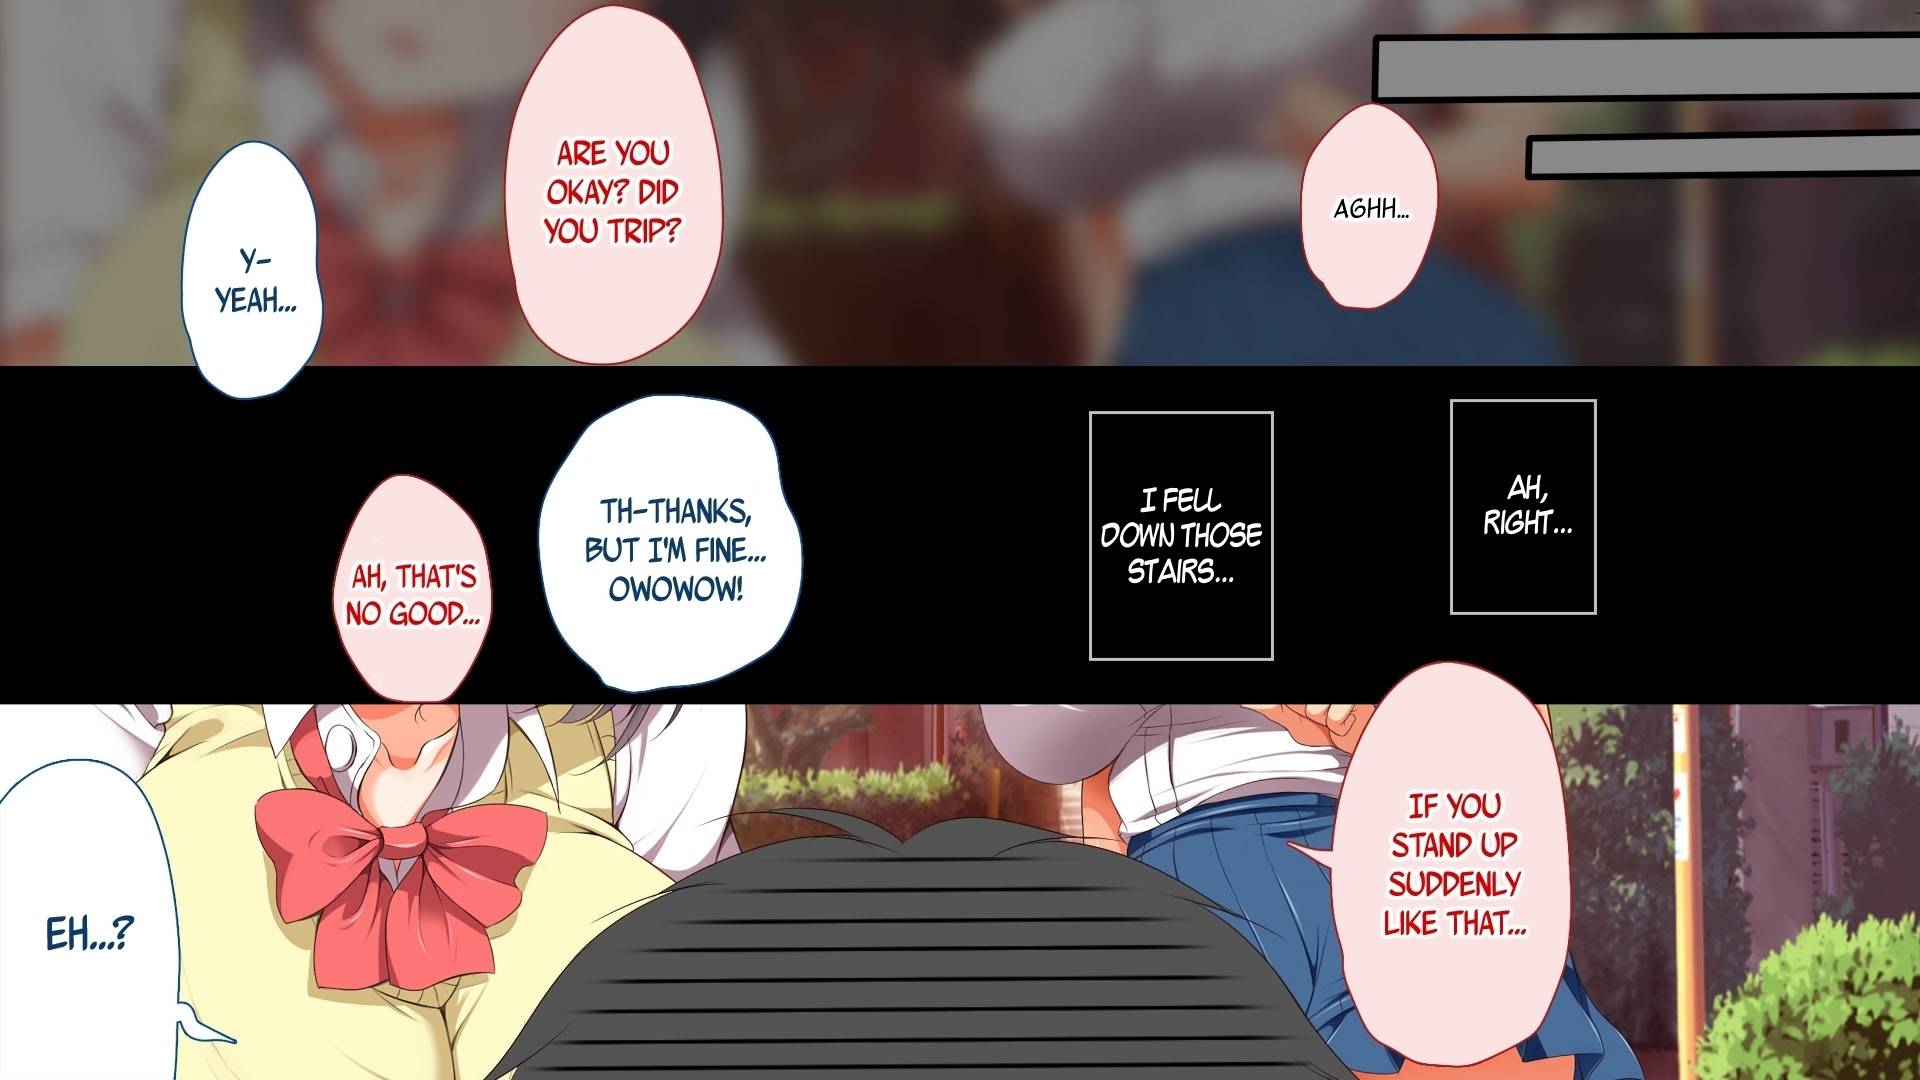 AGHH...
ARE YOU
OKAY? DID
YOU TRIP?
Y-
YEAH...
AH,
RIGHT...
I FELL
DOWN THOSE
STAIRS...
TH-THANKS,
BUT I'M FINE...
OWOWOW!
AH, THAT'S
NO GOOD...
IF YOU
STAND UP
SUDDENLY
LIKE THAT...
EH...?